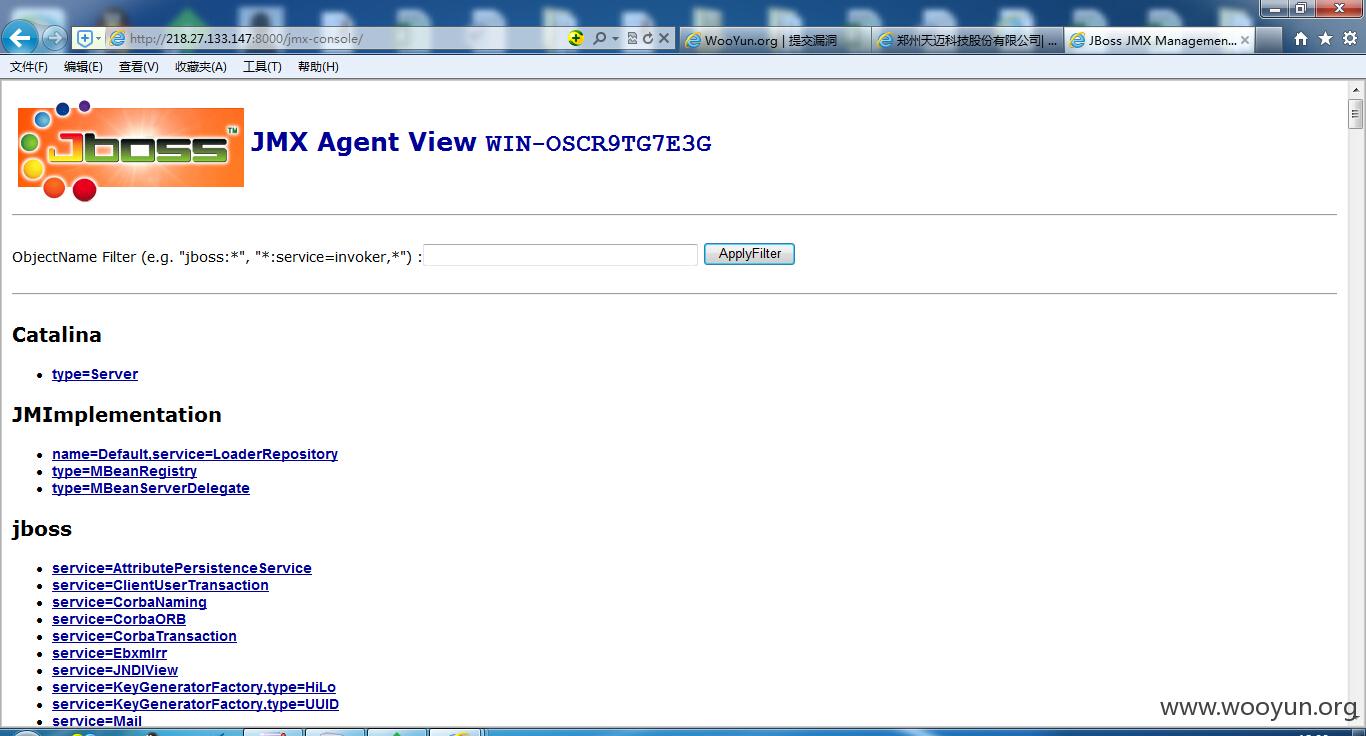 http://218.27.133.147:8000/jmx-console/
WooYun.org | 提交漏洞
郑州天迈科技股份有限公司| ...
JBoss JMX Managemen...
文件(F) 编辑(E) 查看(V) 收藏夹(A) 工具(T) 帮助(H)
Jboss TM
JMX Agent View WIN-OSCR9TG7E3G
ObjectName Filter (e.g. "jboss:*", "*:service=invoker,*") : ApplyFilter
Catalina
type=Server
JMImplementation
name=Default,service=LoaderRepository
type=MBeanRegistry
type=MBeanServerDelegate
jboss
service=AttributePersistenceService
service=ClientUserTransaction
service=CorbaNaming
service=CorbaORB
service=CorbaTransaction
service=EbxmlIrr
service=JNDIView
service=KeyGeneratorFactory,type=HiLo
service=KeyGeneratorFactory,type=UUID
service=Mail
www.wooyun.org